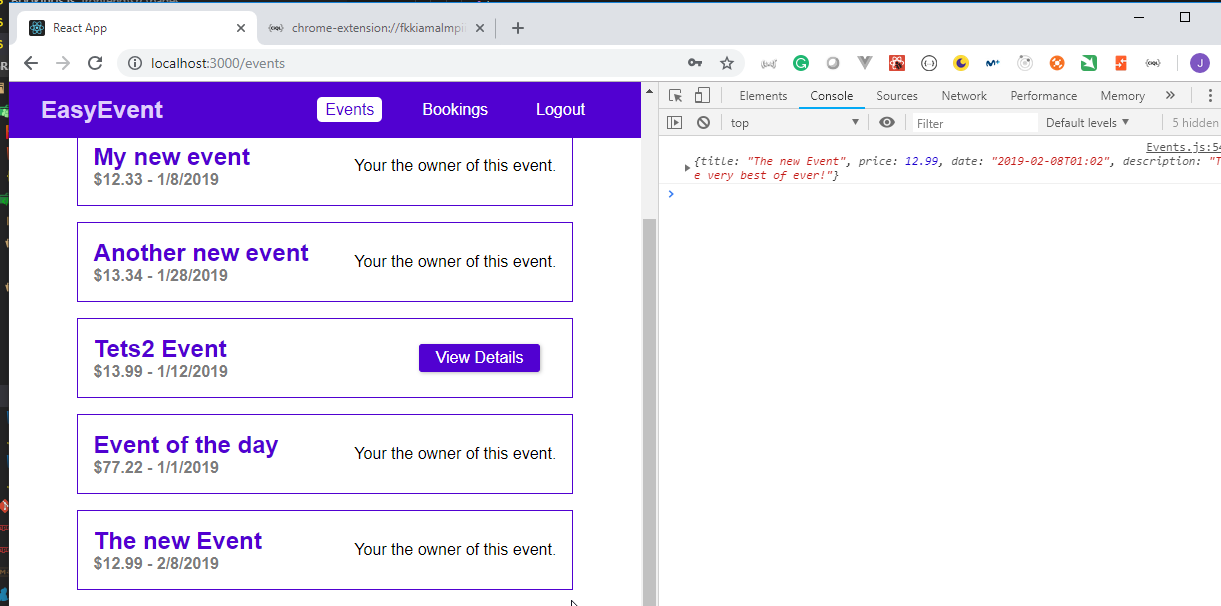 React App
chrome-extension://fkkiamalmpi
localhost:3000/events
J
EasyEvent
Events
Bookings
Logout
My new event
$12.33 - 1/8/2019
Your the owner of this event.
Another new event
$13.34 - 1/28/2019
Your the owner of this event.
Tets2 Event
$13.99 - 1/12/2019
View Details
Event of the day
$77.22 - 1/1/2019
Your the owner of this event.
The new Event
$12.99 - 2/8/2019
Your the owner of this event.
Elements Console Sources Network Performance Memory »
top Filter Default levels ▼ 5 hidden
Events.js:54
{title: "The new Event", price: 12.99, date: "2019-02-08T01:02", description: "T
e very best of ever!"}